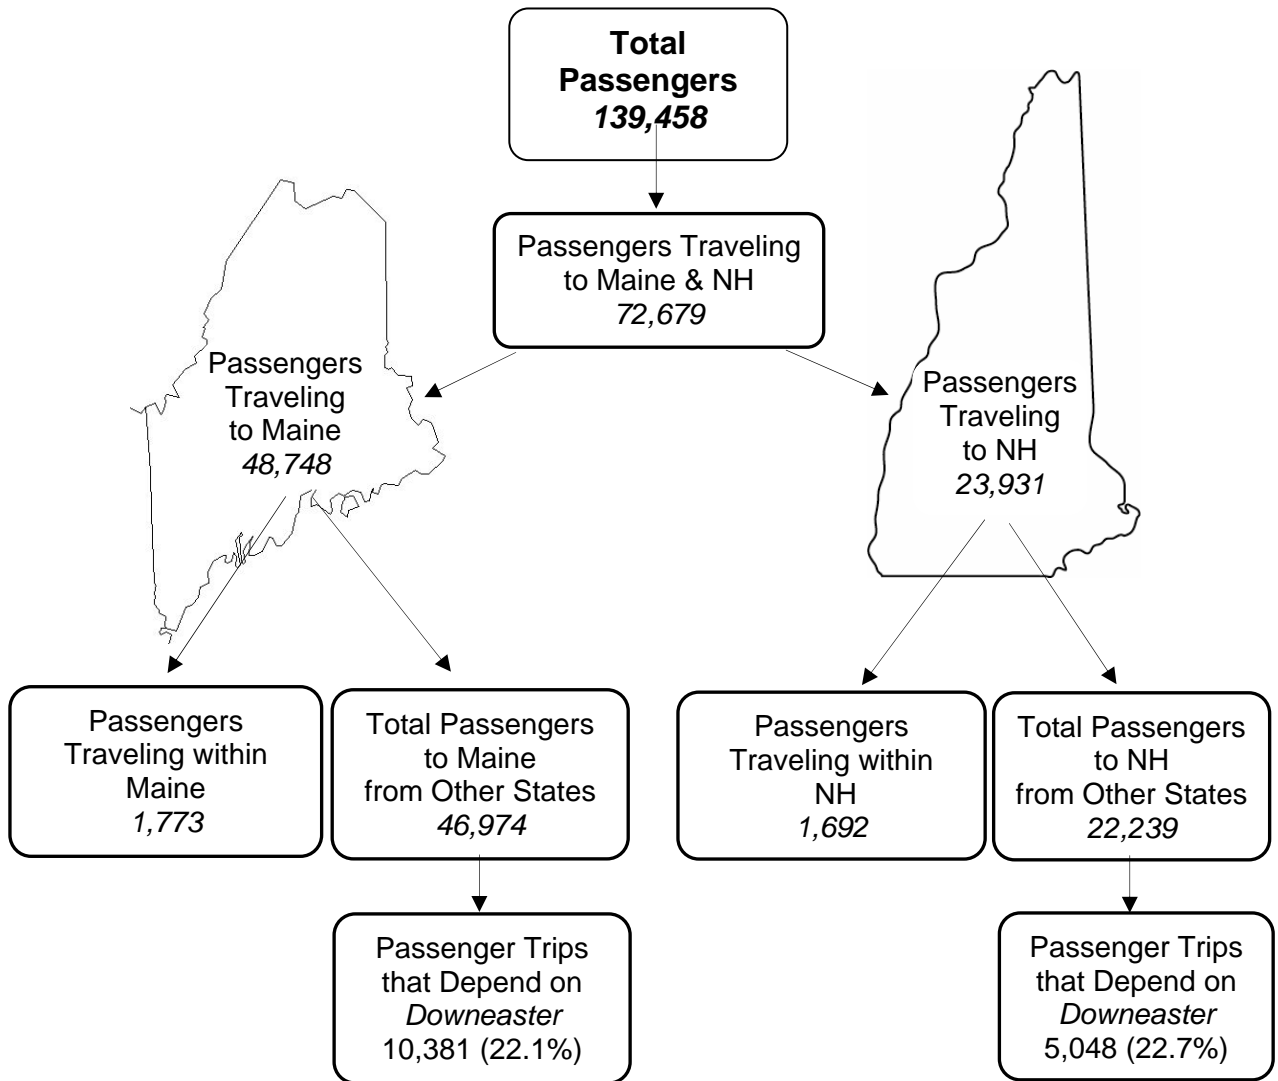 Total
Passengers
139,458
Passengers Traveling
to Maine & NH
72,679
Passengers
Traveling
to Maine
48,748
Passengers
Traveling
to NH
23,931
Passengers
Traveling within
Maine
1,773
Total Passengers
to Maine
from Other States
46,974
Passengers
Traveling within
NH
1,692
Total Passengers
to NH
from Other States
22,239
Passenger Trips
that Depend on
Downeaster
10,381 (22.1%)
Passenger Trips
that Depend on
Downeaster
5,048 (22.7%)